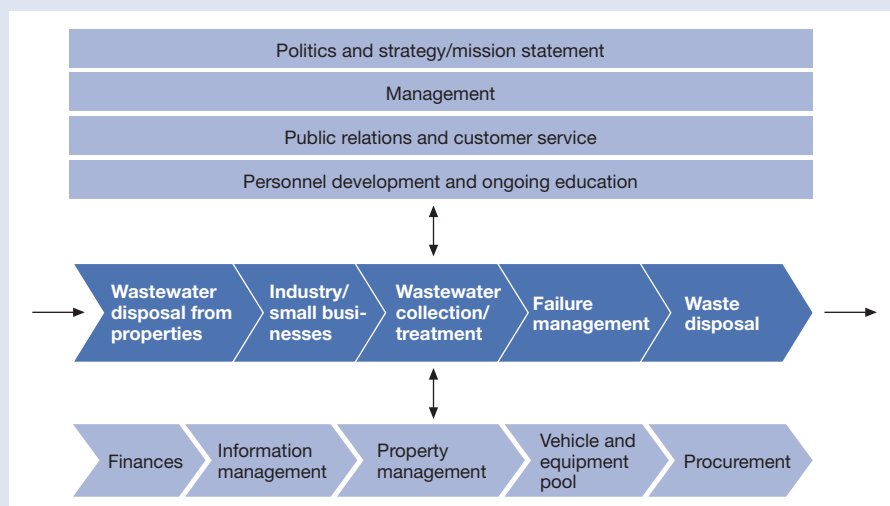 Politics and strategy/mission statement
Management
Public relations and customer service
Personnel development and ongoing education
Wastewater
disposal from
properties
Industry/
small busi-
nesses
Wastewater
collection/
treatment
Failure
management
Waste
disposal
Finances
Information
management
Property
management
Vehicle and
equipment
pool
Procurement